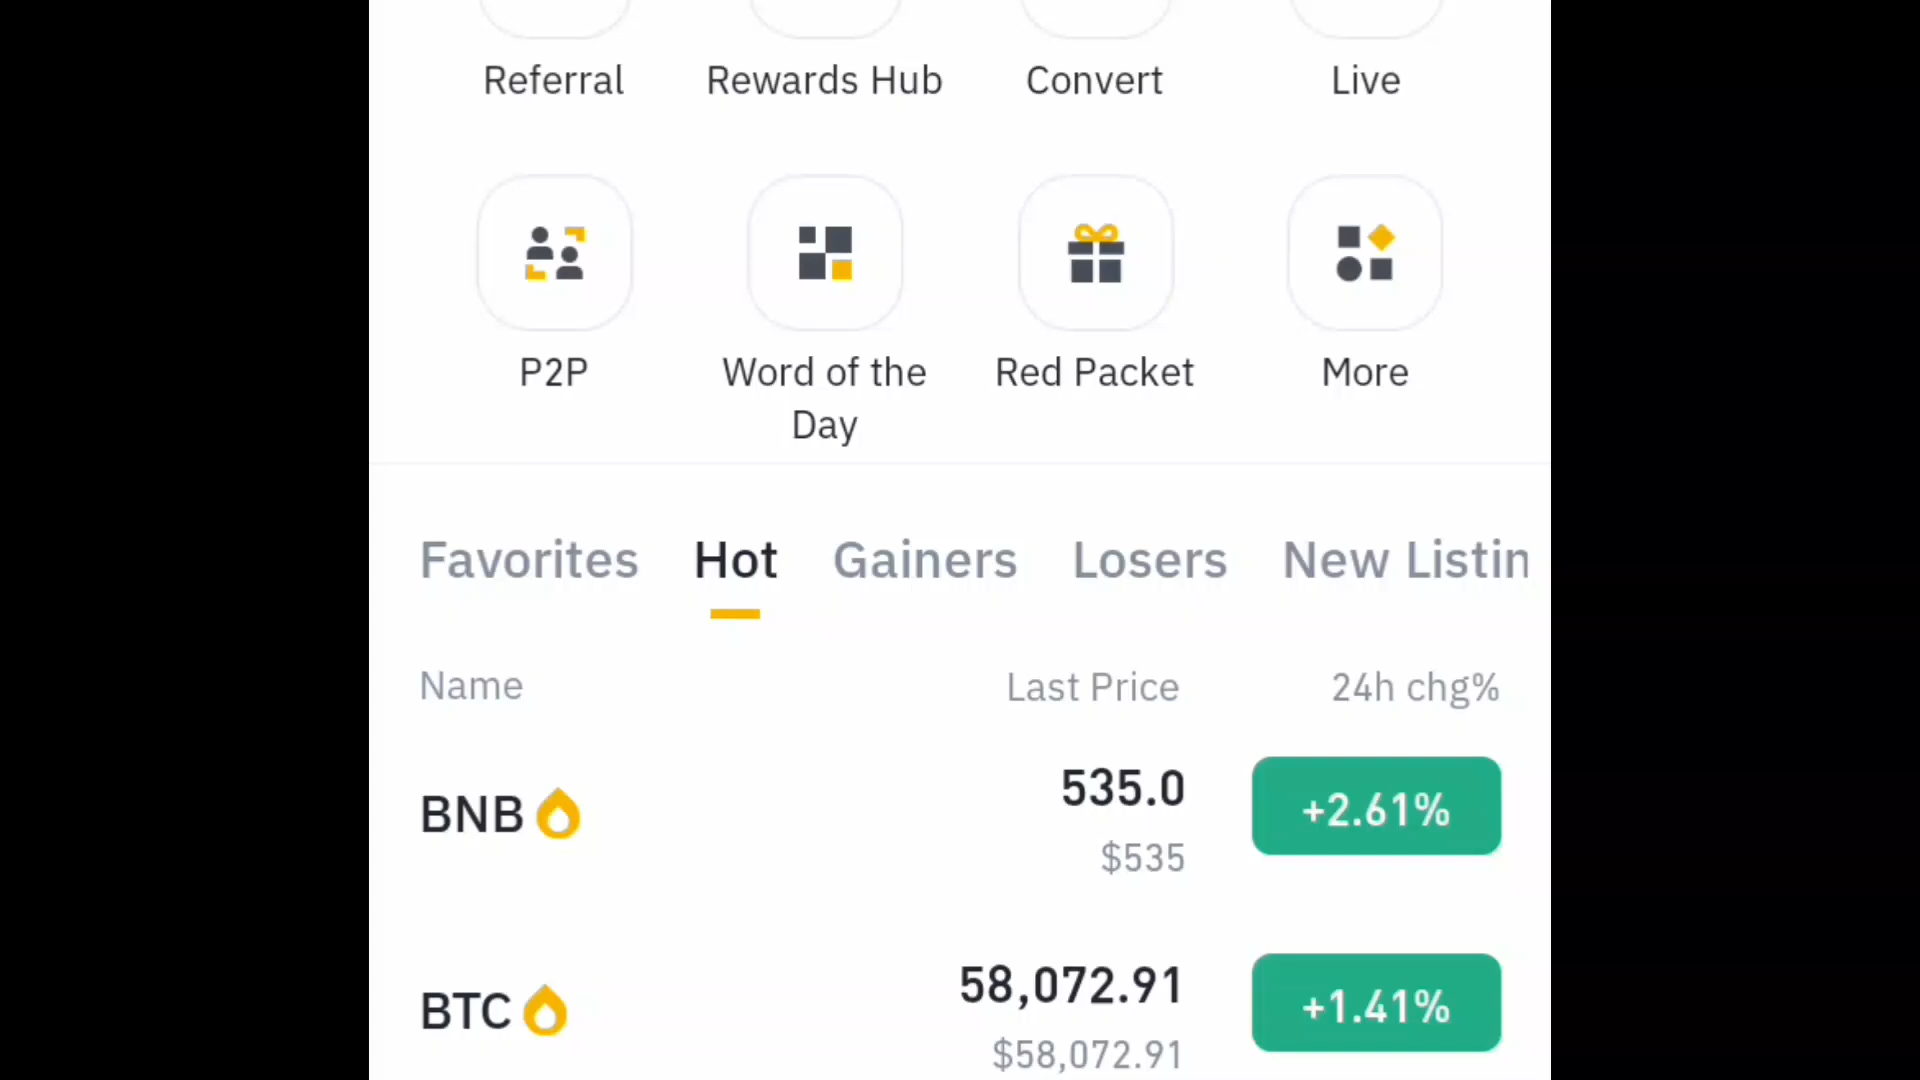 Referral Rewards Hub Convert Live
P2P Word of the Red Packet More
Day
Favorites Hot Gainers Losers New Listin
Name Last Price 24h chg%
BNB 535.0 +2.61%
$535
BTC 58,072.91 +1.41%
$58,072.91